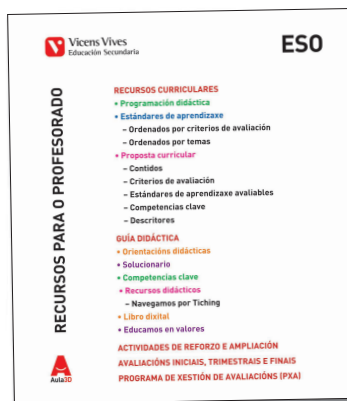 Vicens Vives
Educación Secundaria
ESO
RECURSOS PARA O PROFESORADO
RECURSOS CURRICULARES
• Programación didáctica
• Estándares de aprendizaxe
– Ordenados por criterios de avaliación
– Ordenados por temas
• Proposta curricular
– Contidos
– Criterios de avaliación
– Estándares de aprendizaxe avaliables
– Competencias clave
– Descritores
GUÍA DIDÁCTICA
• Orientacións didácticas
• Solucionario
• Competencias clave
• Recursos didácticos
– Navegamos por Tiching
• Libro dixital
• Educamos en valores
ACTIVIDADES DE REFORZO E AMPLIACIÓN
AVALIACIÓNS INICIAIS, TRIMESTRAIS E FINAIS
PROGRAMA DE XESTIÓN DE AVALIACIÓNS (PXA)
Aula3D